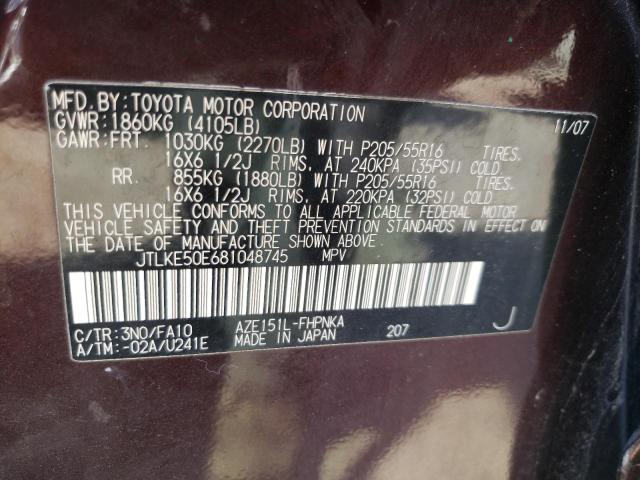 MFD.BY:TOYOTA MOTOR CORPORATION 11/07
GVWR:1860KG (4105LB)
GAWR:FRT. 1030KG (2270LB) WITH P205/55R16 TIRES.
16X6 1/2J RIMS, AT 240KPA (35PSI) COLD.
RR. 855KG (1880LB) WITH P205/55R16 TIRES.
16X6 1/2J RIMS, AT 220KPA (32PSI) COLD.
THIS VEHICLE CONFORMS TO ALL APPLICABLE FEDERAL MOTOR
VEHICLE SAFETY AND THEFT PREVENTION STANDARDS IN EFFECT ON
THE DATE OF MANUFACTURE SHOWN ABOVE.
JTLKE50E681048745 MPV
C/TR:3N0/FA10 AZE151L-FHPNKA
A/TM:-02A/U241E MADE IN JAPAN 207 J